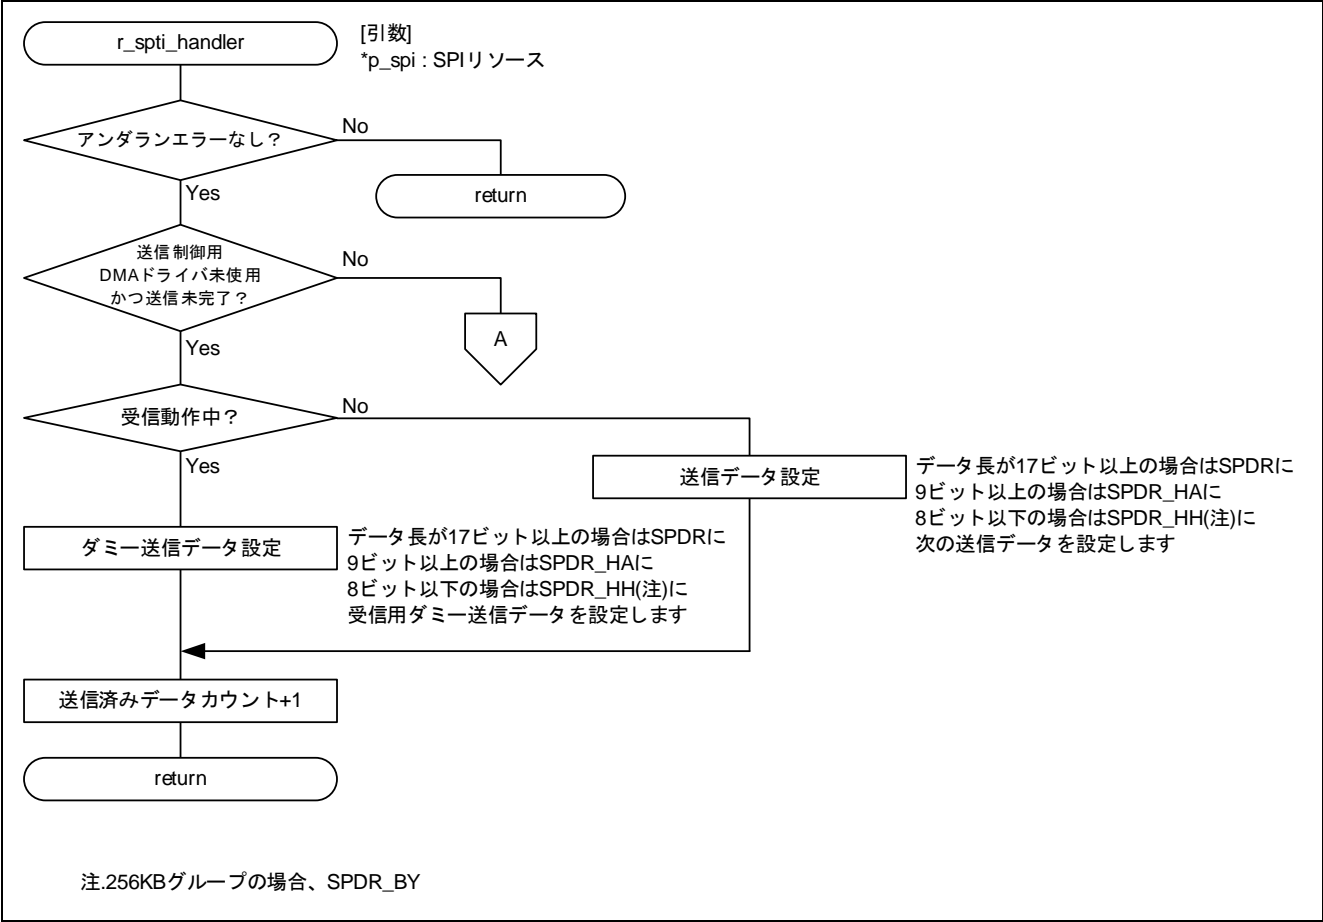 r_spti_handler
[引数]
*p_spi : SPIリソース
アンダランエラーなし？
No
return
Yes
送信制御用
DMAドライバ未使用
かつ送信未完了？
No
A
Yes
受信動作中？
No
Yes
送信データ設定
データ長が17ビット以上の場合はSPDRに
9ビット以上の場合はSPDR_HAに
8ビット以下の場合はSPDR_HH(注)に
次の送信データを設定します
ダミー送信データ設定
データ長が17ビット以上の場合はSPDRに
9ビット以上の場合はSPDR_HAに
8ビット以下の場合はSPDR_HH(注)に
受信用ダミー送信データを設定します
送信済みデータカウント+1
return
注.256KBグループの場合、SPDR_BY